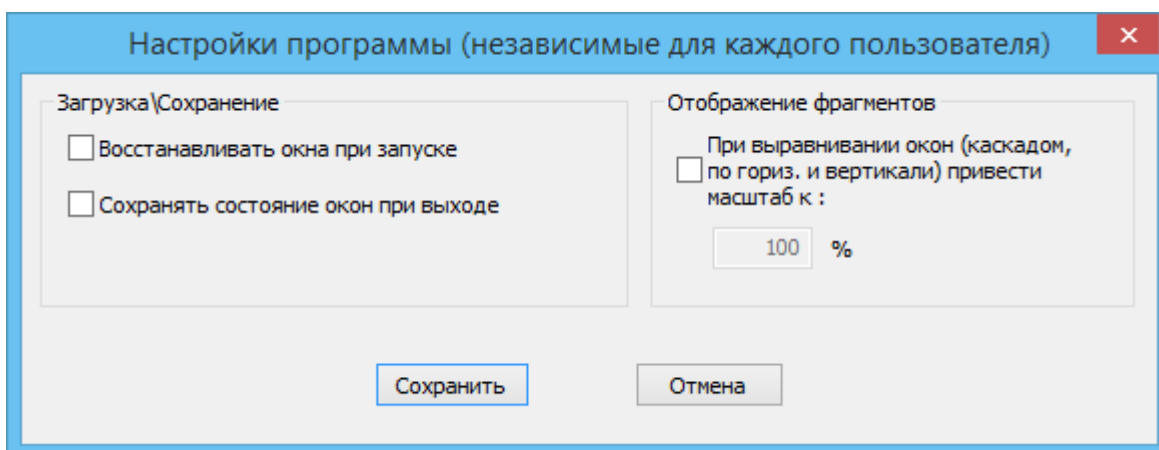 Настройки программы (независимые для каждого пользователя)
Загрузка\Сохранение
Восстанавливать окна при запуске
Сохранять состояние окон при выходе
Отображение фрагментов
При выравнивании окон (каскадом,
по гориз. и вертикали) привести
масштаб к :
100 %
Сохранить
Отмена